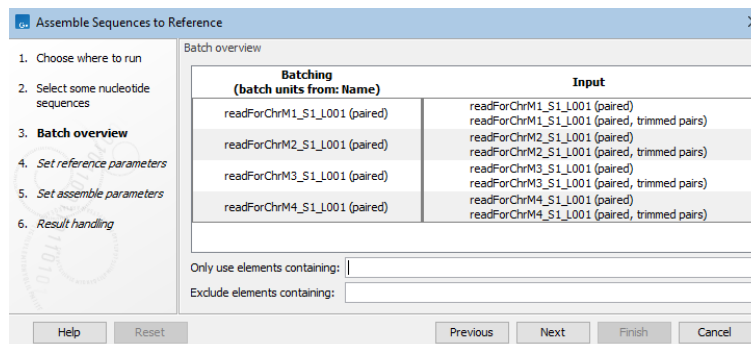 Assemble Sequences to Reference
1. Choose where to run
2. Select some nucleotide
sequences
3. Batch overview
4. Set reference parameters
5. Set assemble parameters
6. Result handling
Batch overview
Batching
(batch units from: Name)
Input
readForChrM1_S1_L001 (paired)
readForChrM1_S1_L001 (paired)
readForChrM1_S1_L001 (paired, trimmed pairs)
readForChrM2_S1_L001 (paired)
readForChrM2_S1_L001 (paired)
readForChrM2_S1_L001 (paired, trimmed pairs)
readForChrM3_S1_L001 (paired)
readForChrM3_S1_L001 (paired)
readForChrM3_S1_L001 (paired, trimmed pairs)
readForChrM4_S1_L001 (paired)
readForChrM4_S1_L001 (paired)
readForChrM4_S1_L001 (paired, trimmed pairs)
Only use elements containing:
Exclude elements containing:
Help
Reset
Previous
Next
Finish
Cancel